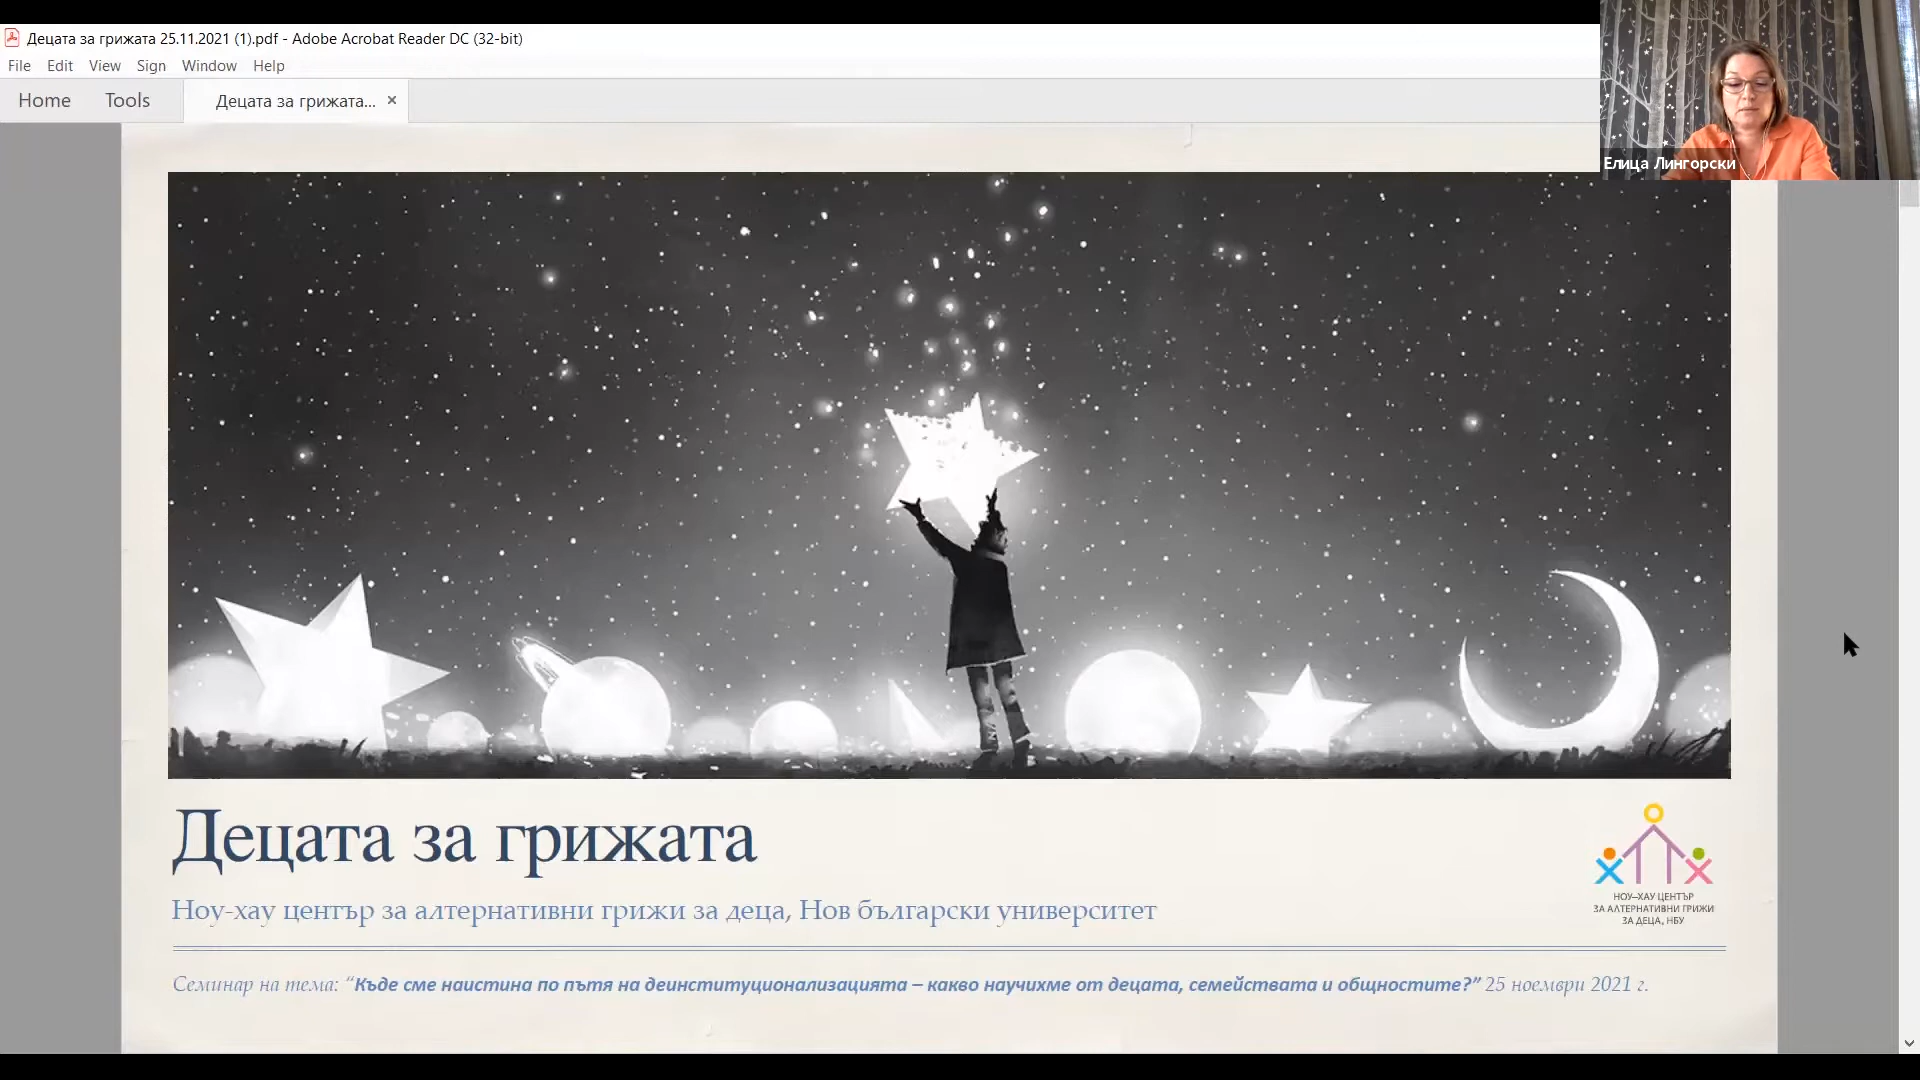 Децата за грижата 25.11.2021 (1).pdf - Adobe Acrobat Reader DC (32-bit)
File Edit View Sign Window Help
Home Tools Децата за грижата... ×
Елица Лингорски
Децата за грижата
Ноу-хау център за алтернативни грижи за деца, Нов български университет
НОУ–ХАУ ЦЕНТЪР
ЗА АЛТЕРНАТИВНИ ГРИЖИ
ЗА ДЕЦА, НБУ
Семинар на тема: “Къде сме наистина по пътя на деинституционализацията – какво научихме от децата, семействата и общностите?” 25 ноември 2021 г.